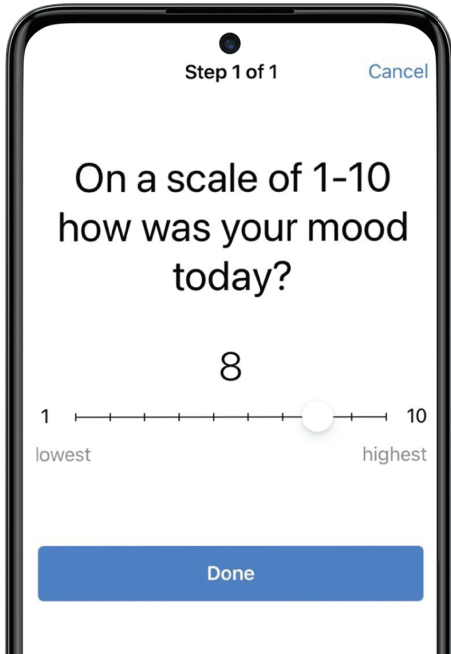 Step 1 of 1
Cancel
On a scale of 1-10
how was your mood
today?
8
1
10
lowest
highest
Done